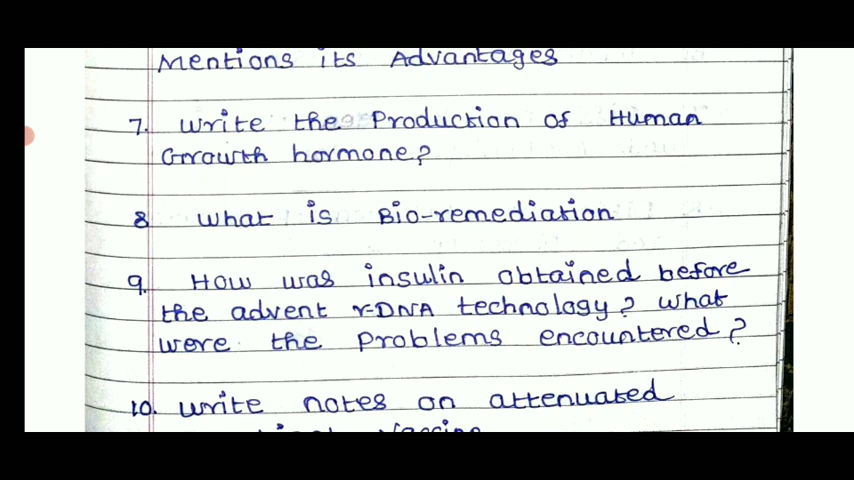 Mentions its Advantages
7. Write the Production of Human
Growth hormone?
8 What is Bio-remediation
9. How was insulin obtained before
the advent r-DNA technology? What
were the problems encountered?
10. Write notes on attenuated
Vaccine